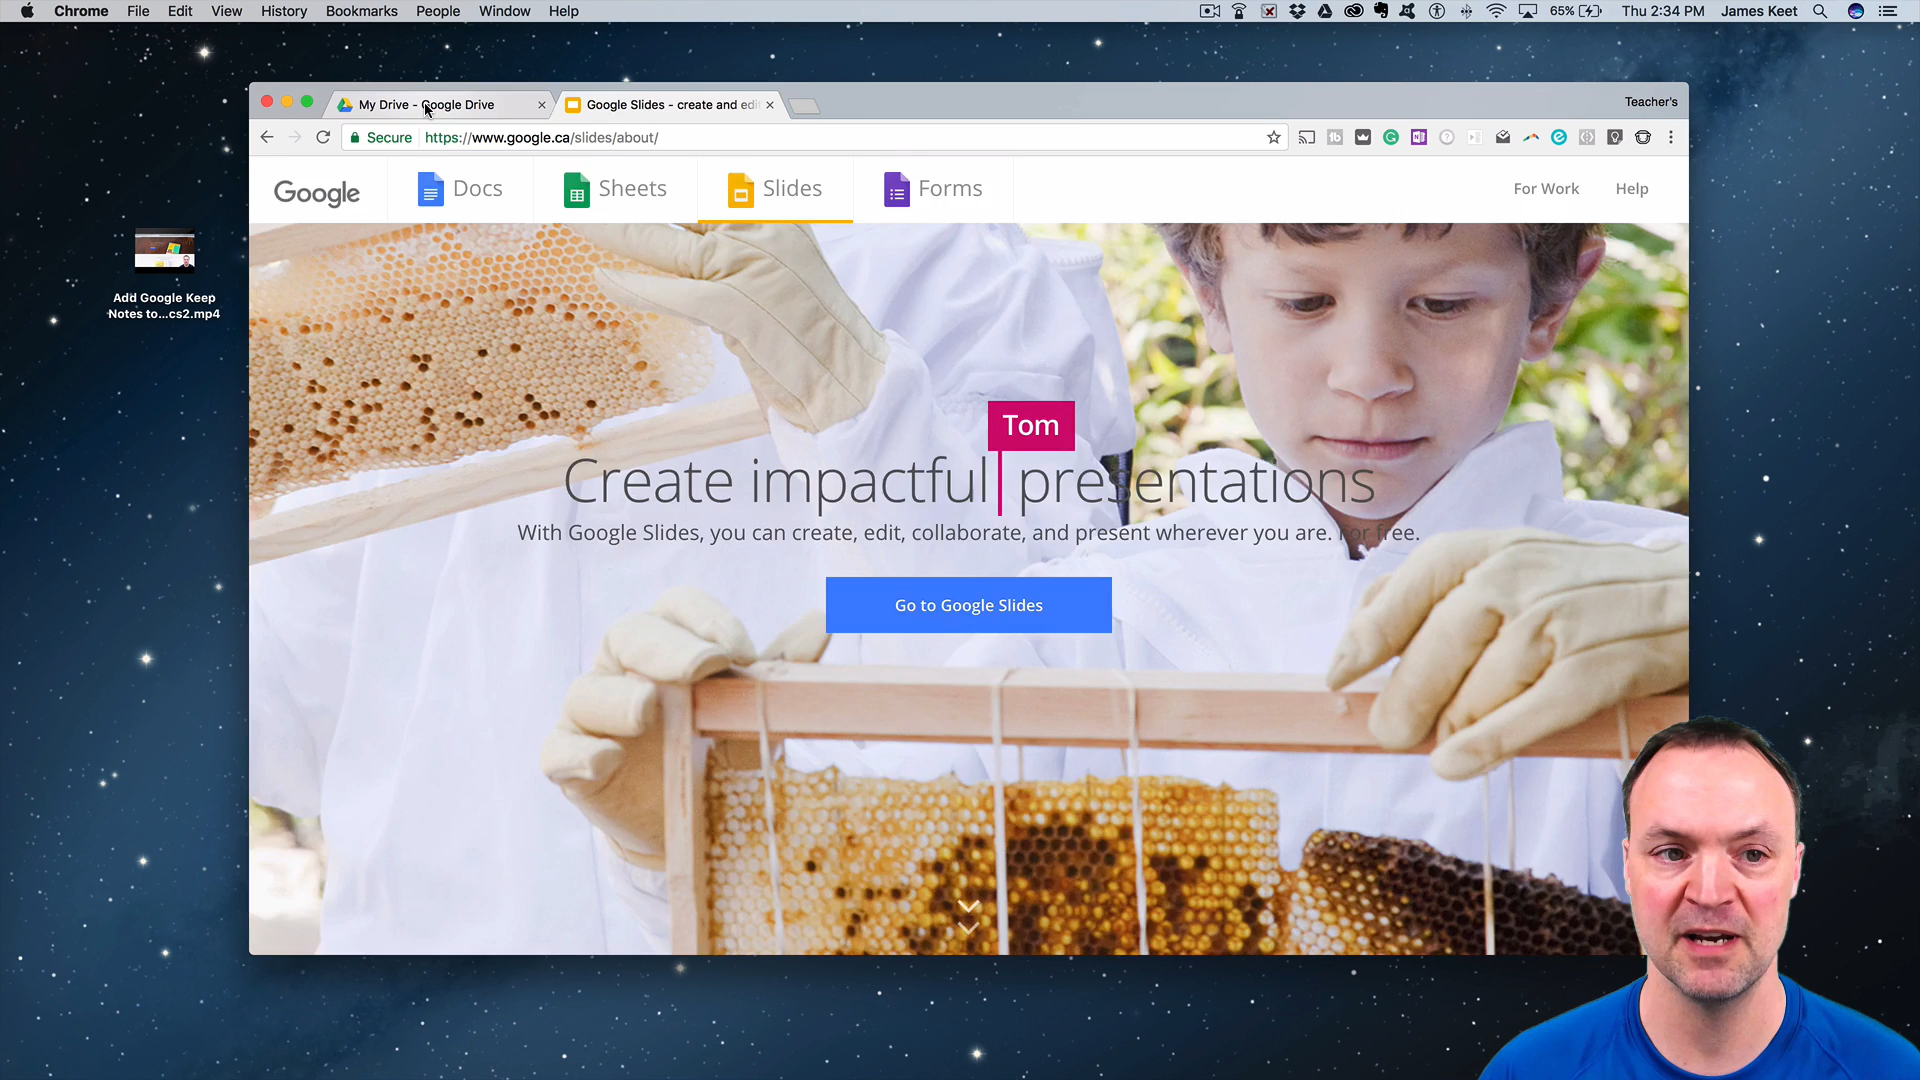 Chrome File Edit View History Bookmarks People Window Help
65% Thu 2:34 PM James Keet
My Drive - Google Drive
Google Slides - create and edi
Teacher's
Secure https://www.google.ca/slides/about/
Google Docs Sheets Slides Forms
For Work Help
Add Google Keep
Notes to...cs2.mp4
Tom
Create impactful presentations
With Google Slides, you can create, edit, collaborate, and present wherever you are. For free.
Go to Google Slides